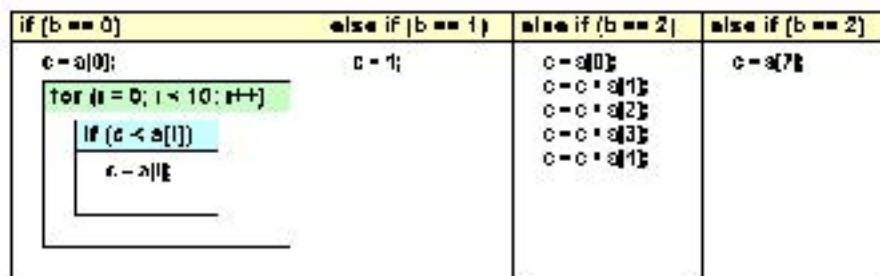 if (b == 0)
c = a[0];
for (i = 0; i < 10; i++)
if (c < a[i])
c = a[i];
else if (b == 1)
c = 1;
else if (b == 2)
c = a[0];
c = c * a[1];
c = c * a[2];
c = c * a[3];
c = c * a[1];
else if (b == 2)
c = a[7];